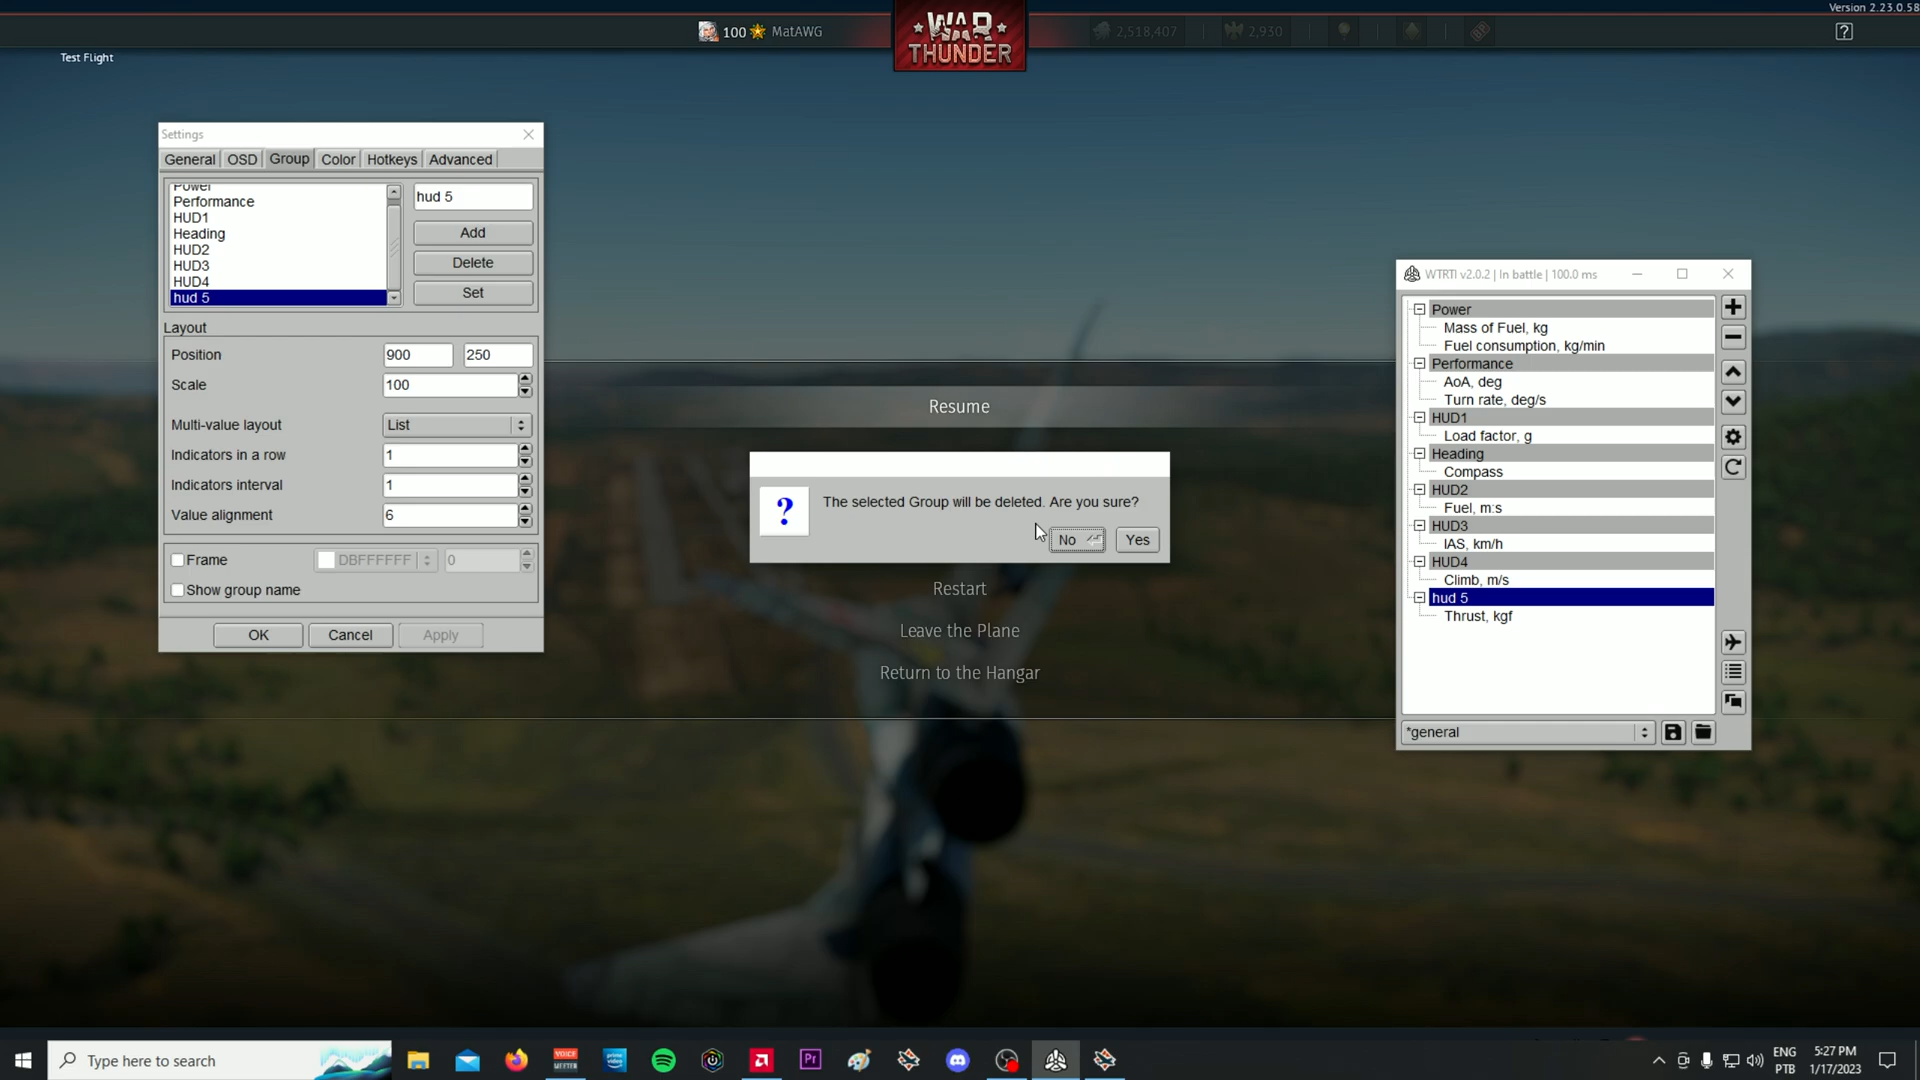 Version 2.23.0.58
100 MatAWG
WAR THUNDER
2,518,407
2,930
?
Test Flight
Settings
General OSD Group Color Hotkeys Advanced
Power
Performance
HUD1
Heading
HUD2
HUD3
HUD4
hud 5
hud 5
Add
Delete
Set
Layout
Position 900 250
Scale 100
Multi-value layout List
Indicators in a row 1
Indicators interval 1
Value alignment 6
Frame DBFFFFFF 0
Show group name
OK Cancel Apply
Resume
?
The selected Group will be deleted. Are you sure?
No Yes
Restart
Leave the Plane
Return to the Hangar
WTRTI v2.0.2 | In battle | 100.0 ms
Power
Mass of Fuel, kg
Fuel consumption, kg/min
Performance
AoA, deg
Turn rate, deg/s
HUD1
Load factor, g
Heading
Compass
HUD2
Fuel, m:s
HUD3
IAS, km/h
HUD4
Climb, m/s
hud 5
Thrust, kgf
*general
Type here to search
VOICE MEETER
prime video
Pr
ENG
PTB
5:27 PM
1/17/2023